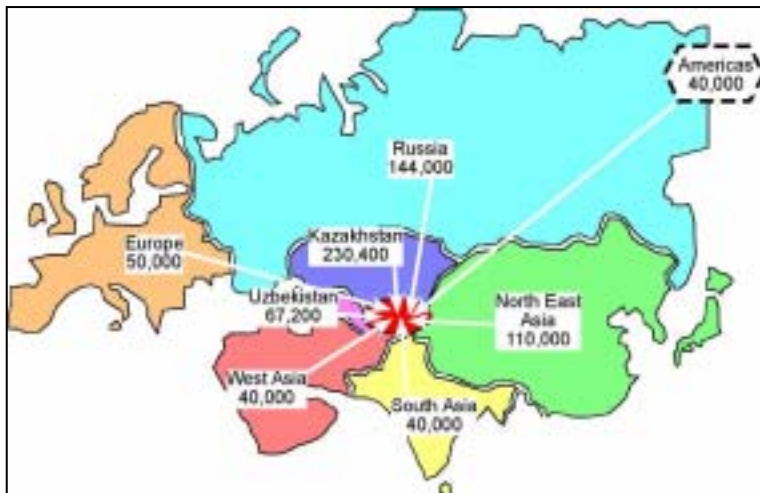 Americas
40,000
Russia
144,000
Kazakhstan
230,400
Europe
50,000
Uzbekistan
67,200
North East
Asia
110,000
West Asia
40,000
South Asia
40,000